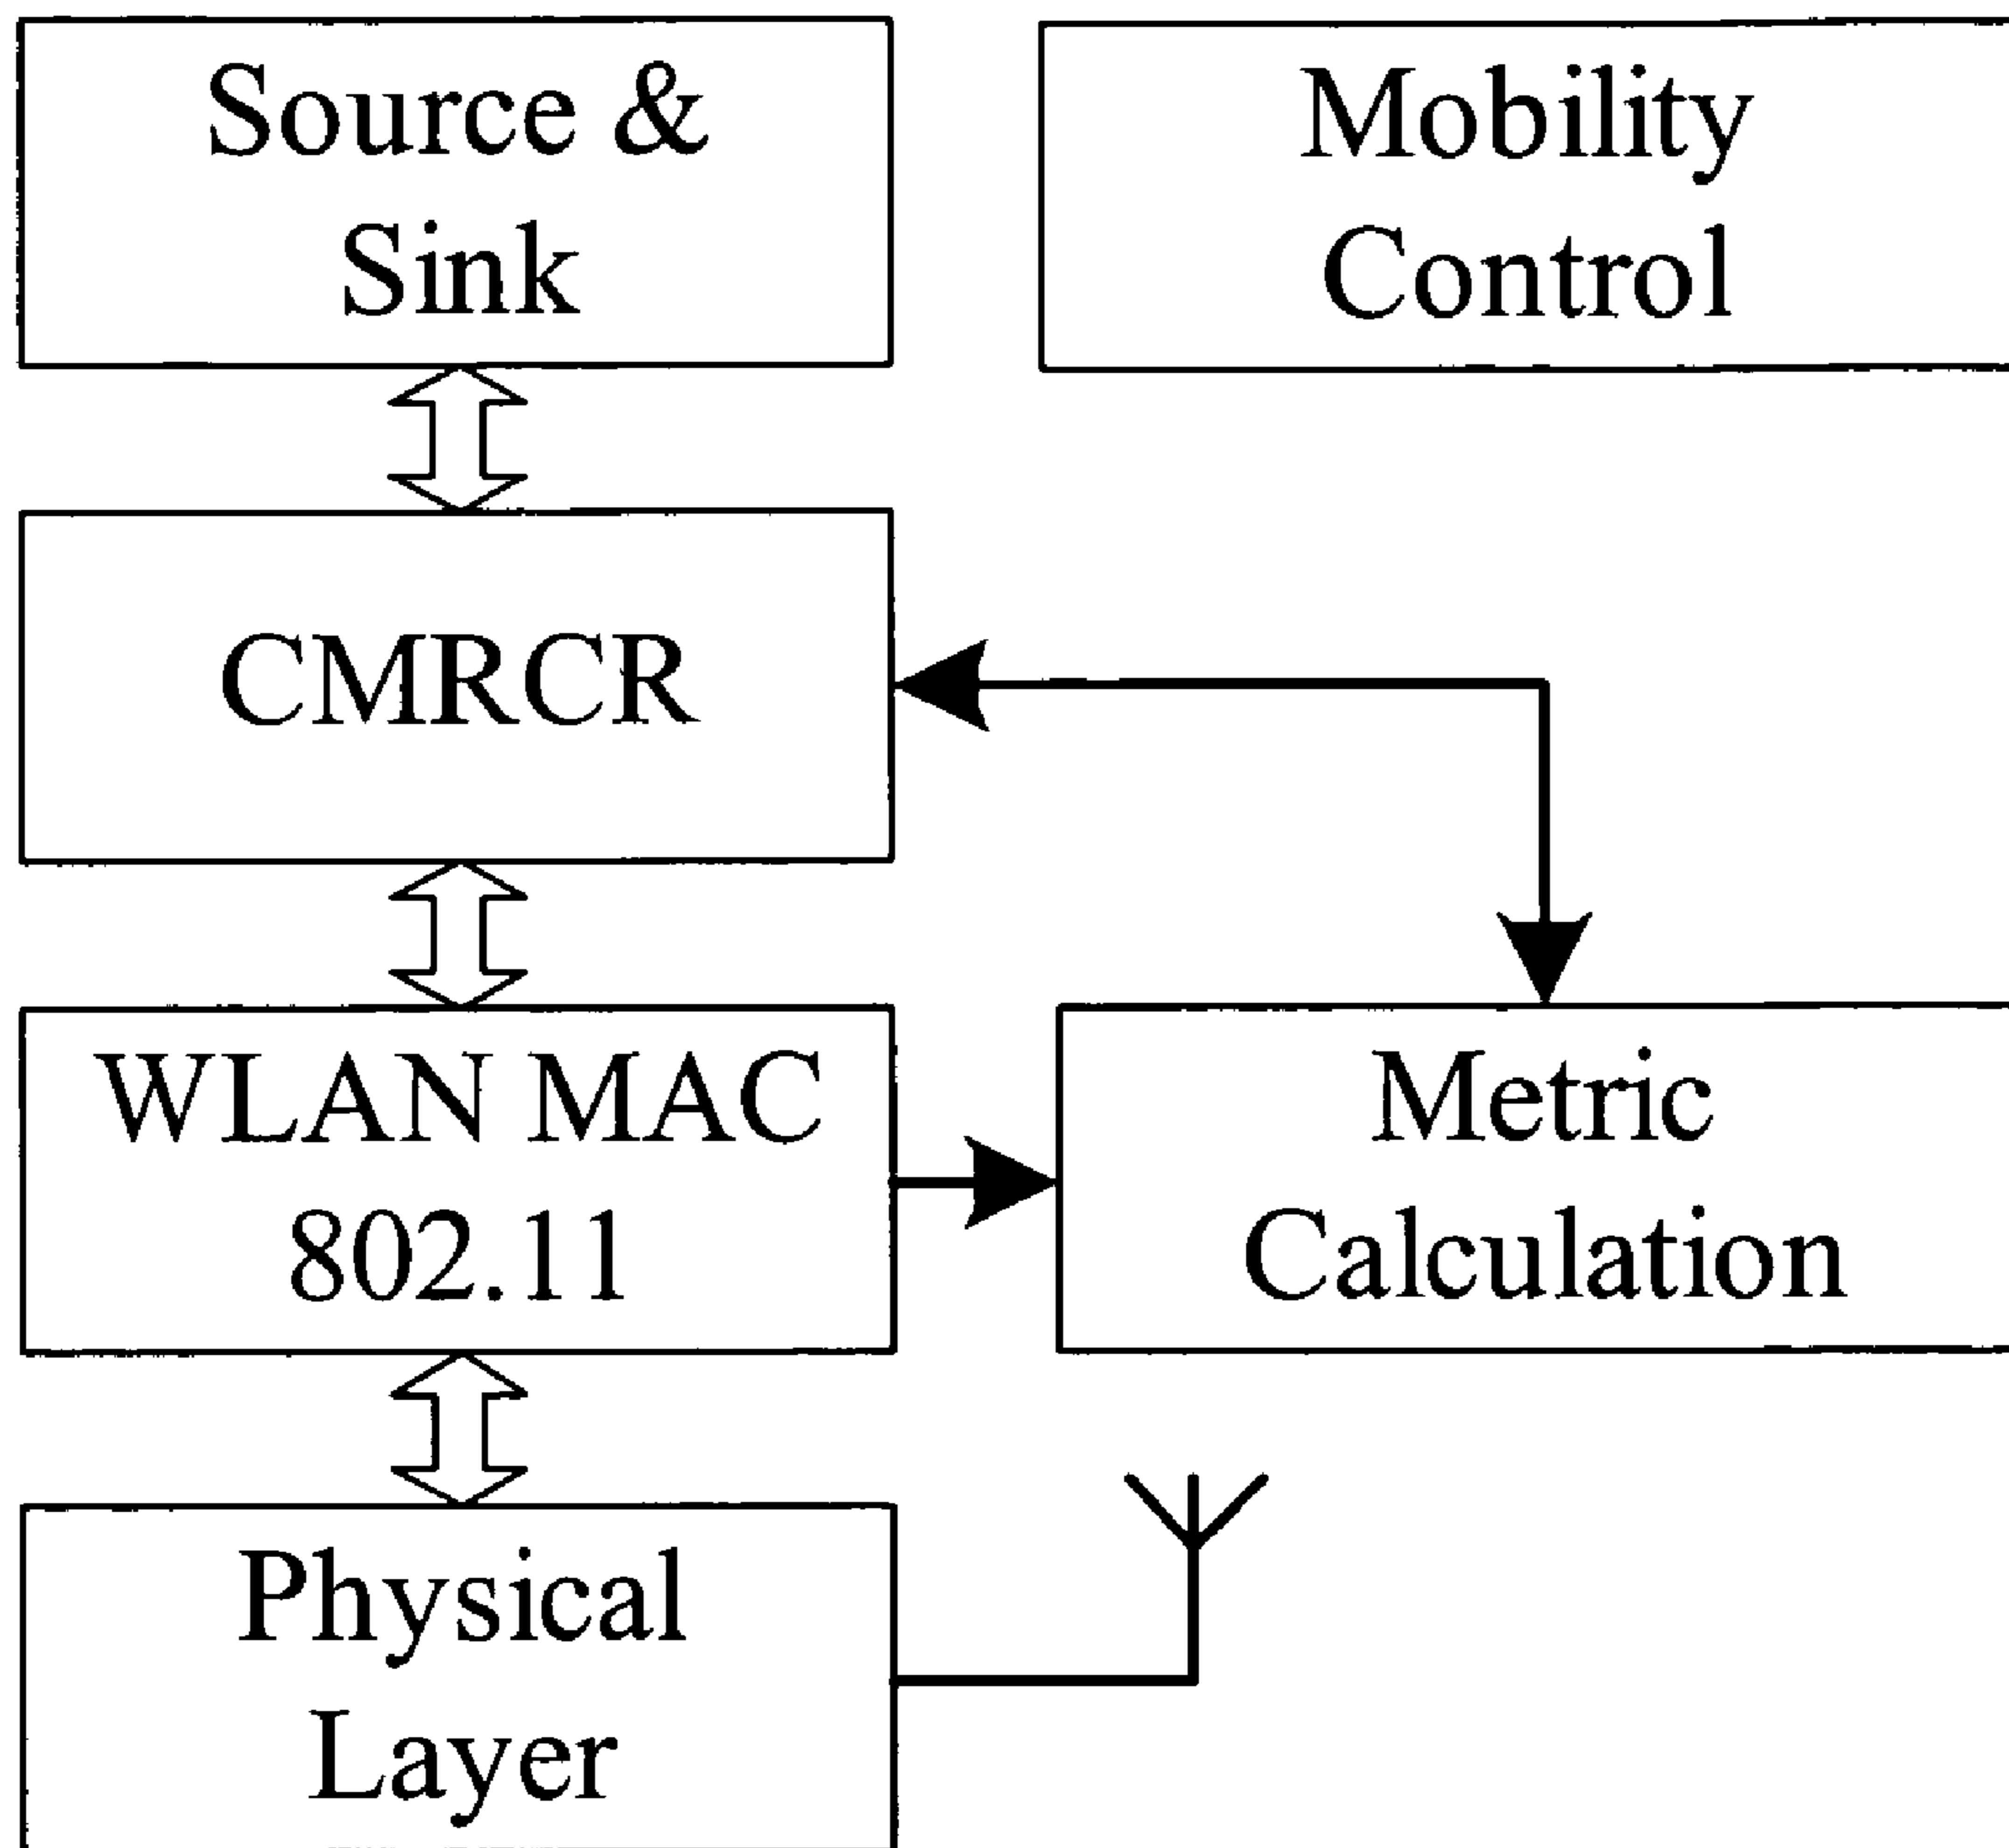 Source &
Sink
Mobility
Control
CMRCR
WLAN MAC
802.11
Metric
Calculation
Physical
Layer